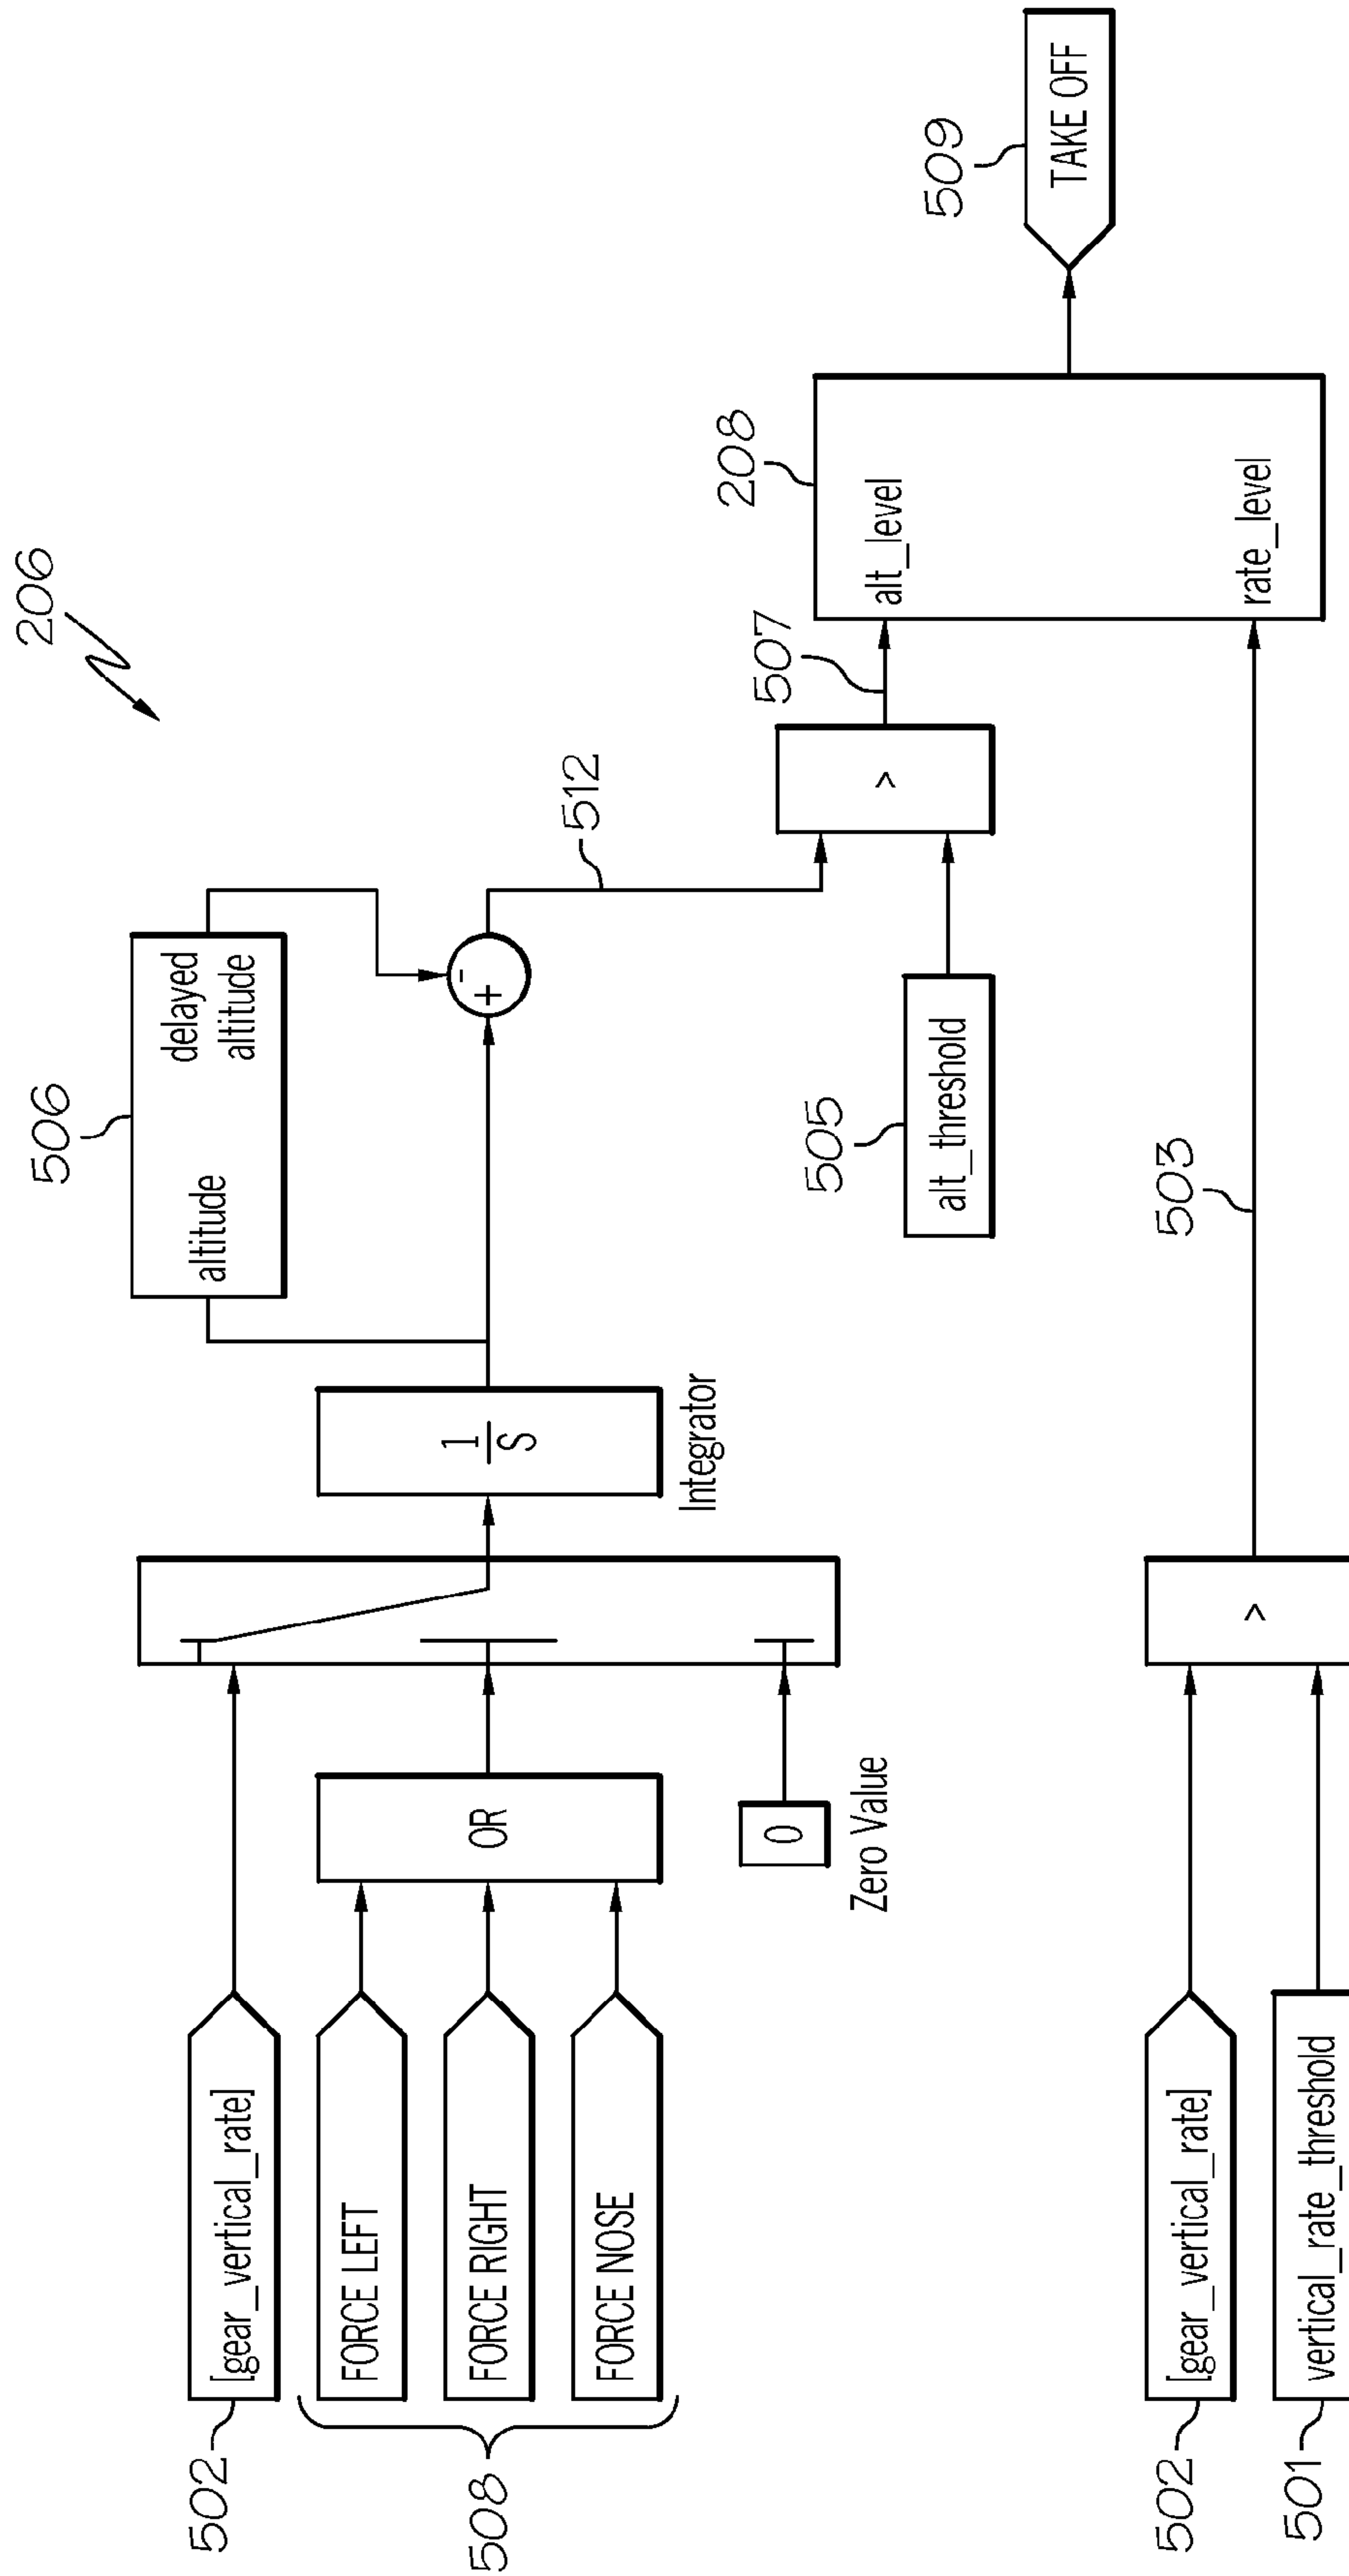 206
506
altitude
delayed
altitude
502
[gear_vertical_rate]
508
FORCE LEFT
FORCE RIGHT
FORCE NOSE
OR
0
Zero Value
1
S
Integrator
+
-
512
505
alt_threshold
>
507
208
alt_level
rate_level
509
TAKE OFF
502
[gear_vertical_rate]
501
vertical_rate_threshold
>
503